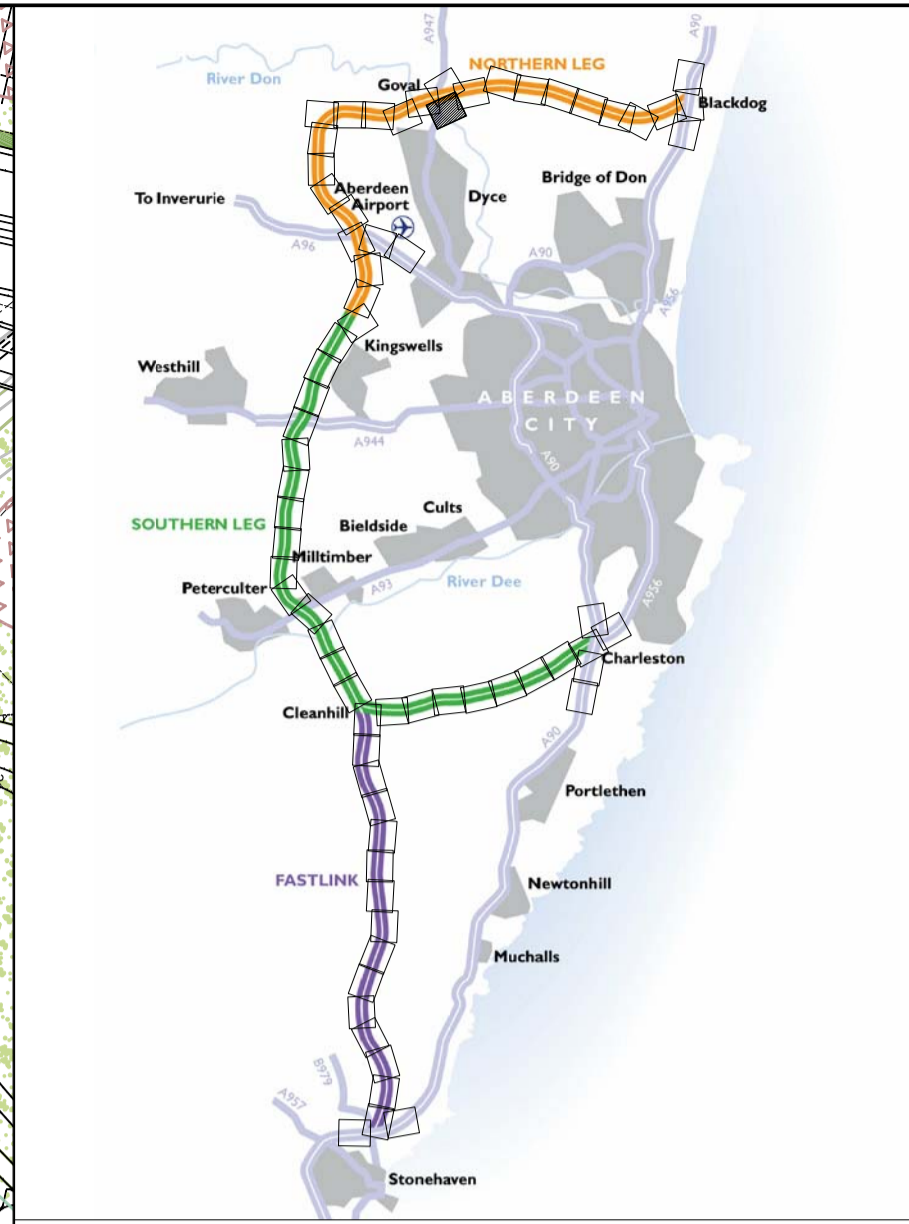 A947
A90
NORTHERN LEG
River Don
Goval
Blackdog
Aberdeen
Airport
Bridge of Don
To Inverurie
Dyce
A96
A90
A956
Kingswells
Westhill
ABERDEEN
CITY
A944
A90
SOUTHERN LEG
Cults
Bieldside
Milltimber
Peterculter
A93
River Dee
A956
Charleston
Cleanhill
A90
Portlethen
FASTLINK
Newtonhill
Muchalls
B979
A957
Stonehaven